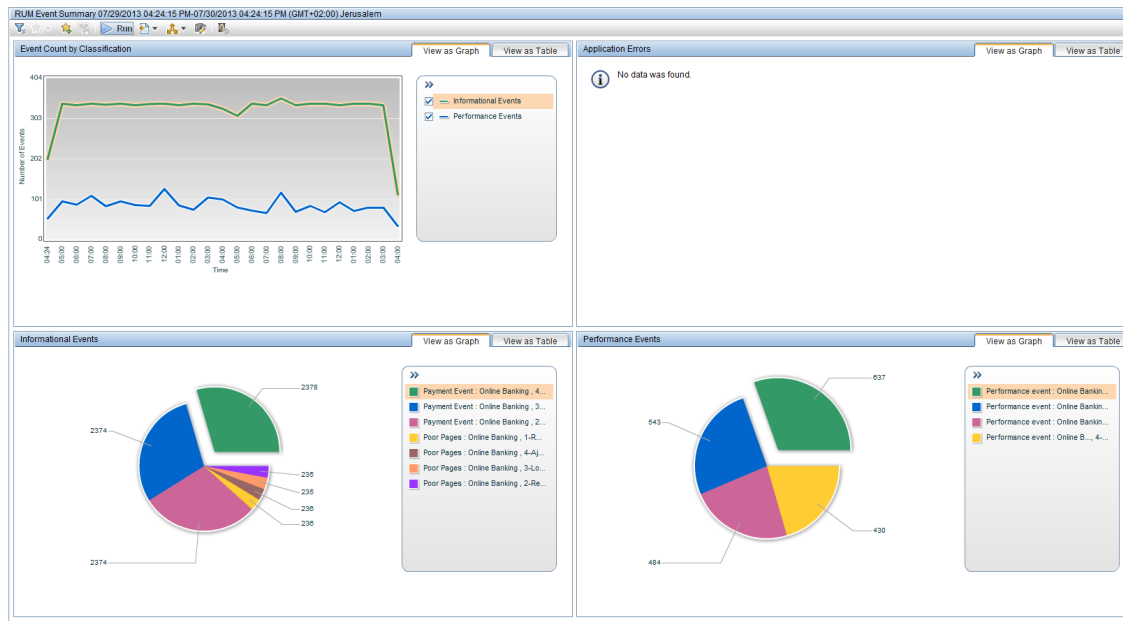 RUM Event Summary 07/29/2013 04:24:15 PM-07/30/2013 04:24:15 PM (GMT+02:00) Jerusalem
Run
Event Count by Classification
View as Graph
View as Table
404
303
202
101
0
Number of Events
04:24
05:00
06:00
07:00
08:00
09:00
10:00
11:00
12:00
01:00
02:00
03:00
04:00
05:00
06:00
07:00
08:00
09:00
10:00
11:00
12:00
01:00
02:00
03:00
04:00
Time
Informational Events
Performance Events
Application Errors
View as Graph
View as Table
No data was found.
Informational Events
View as Graph
View as Table
2378
2374
2374
235
235
236
236
Payment Event : Online Banking , 4...
Payment Event : Online Banking , 3...
Payment Event : Online Banking , 2...
Poor Pages : Online Banking , 1-R...
Poor Pages : Online Banking , 4-Aj...
Poor Pages : Online Banking , 3-Lo...
Poor Pages : Online Banking , 2-Re...
Performance Events
View as Graph
View as Table
637
543
484
430
Performance event : Online Bankin...
Performance event : Online Bankin...
Performance event : Online Bankin...
Performance event : Online B..., 4-...